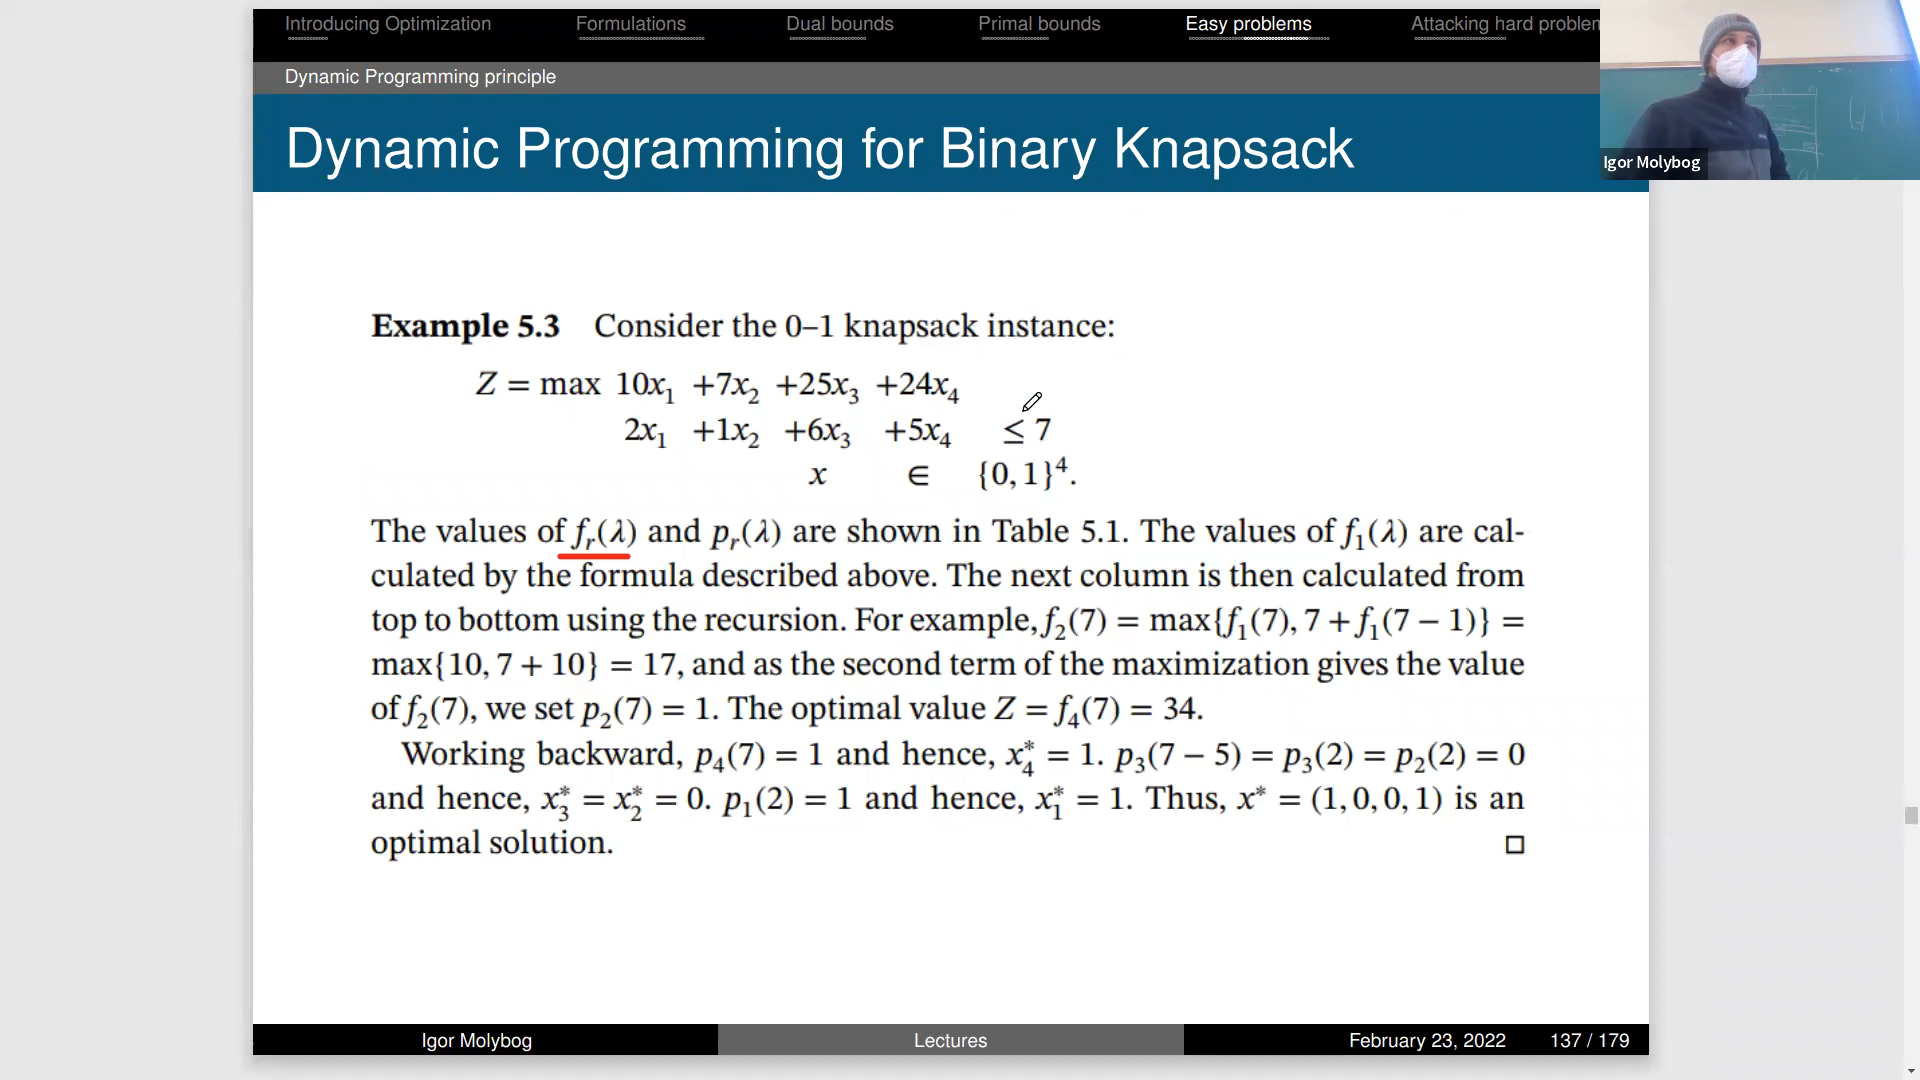 Introducing Optimization Formulations Dual bounds Primal bounds Easy problems Attacking hard
Dynamic Programming principle
Dynamic Programming for Binary Knapsack
Igor Molybog
Example 5.3 Consider the 0–1 knapsack instance:
Z = max 10x₁ +7x₂ +25x₃ +24x₄
2x₁ +1x₂ +6x₃ +5x₄ ≤ 7
x ∈ {0, 1}⁴.
The values of fᵣ(λ) and pᵣ(λ) are shown in Table 5.1. The values of f₁(λ) are cal-
culated by the formula described above. The next column is then calculated from
top to bottom using the recursion. For example, f₂(7) = max{f₁(7), 7 + f₁(7 − 1)} =
max{10, 7 + 10} = 17, and as the second term of the maximization gives the value
of f₂(7), we set p₂(7) = 1. The optimal value Z = f₄(7) = 34.
Working backward, p₄(7) = 1 and hence, x₄* = 1. p₃(7 − 5) = p₃(2) = p₂(2) = 0
and hence, x₃* = x₂* = 0. p₁(2) = 1 and hence, x₁* = 1. Thus, x* = (1, 0, 0, 1) is an
optimal solution. □
Igor Molybog Lectures February 23, 2022 137 / 179